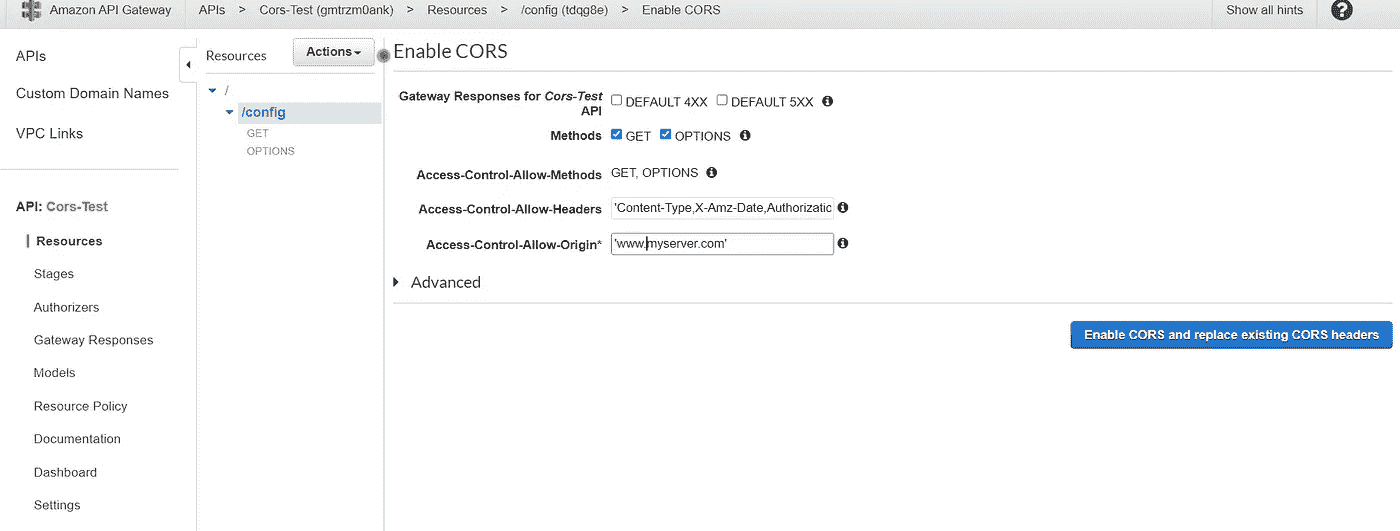 Amazon API Gateway APIs > Cors-Test (gmtrzm0ank) > Resources > /config (tdqg8e) > Enable CORS Show all hints ?
APIs
Custom Domain Names
VPC Links
API: Cors-Test
Resources
Stages
Authorizers
Gateway Responses
Models
Resource Policy
Documentation
Dashboard
Settings
Resources Actions
/
/config
GET
OPTIONS
Enable CORS
Gateway Responses for Cors-Test API DEFAULT 4XX DEFAULT 5XX
Methods GET OPTIONS
Access-Control-Allow-Methods GET, OPTIONS
Access-Control-Allow-Headers 'Content-Type,X-Amz-Date,Authorizatic
Access-Control-Allow-Origin* 'www.myserver.com'
Advanced
Enable CORS and replace existing CORS headers